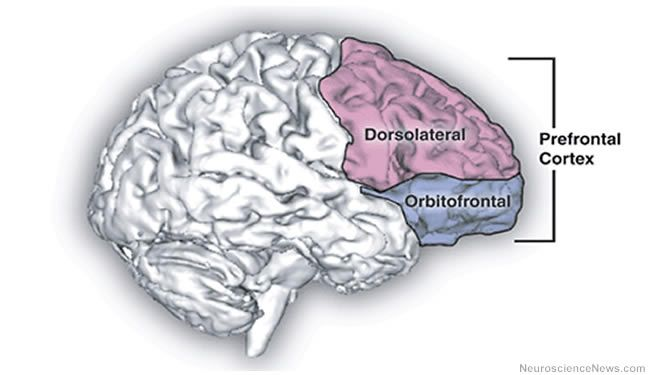 Dorsolateral
Prefrontal
Cortex
Orbitofrontal
NeuroscienceNews.com